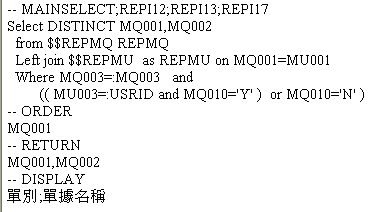 -- MAINSELECT;REPI12;REPI13;REPI17
Select DISTINCT MQ001,MQ002
from $$REPMQ REPMQ
Left join $$REPMU as REPMU on MQ001=MU001
Where MQ003=:MQ003 and
(( MU003=:USRID and MQ010='Y' ) or MQ010='N' )
-- ORDER
MQ001
-- RETURN
MQ001,MQ002
-- DISPLAY
單別;單據名稱